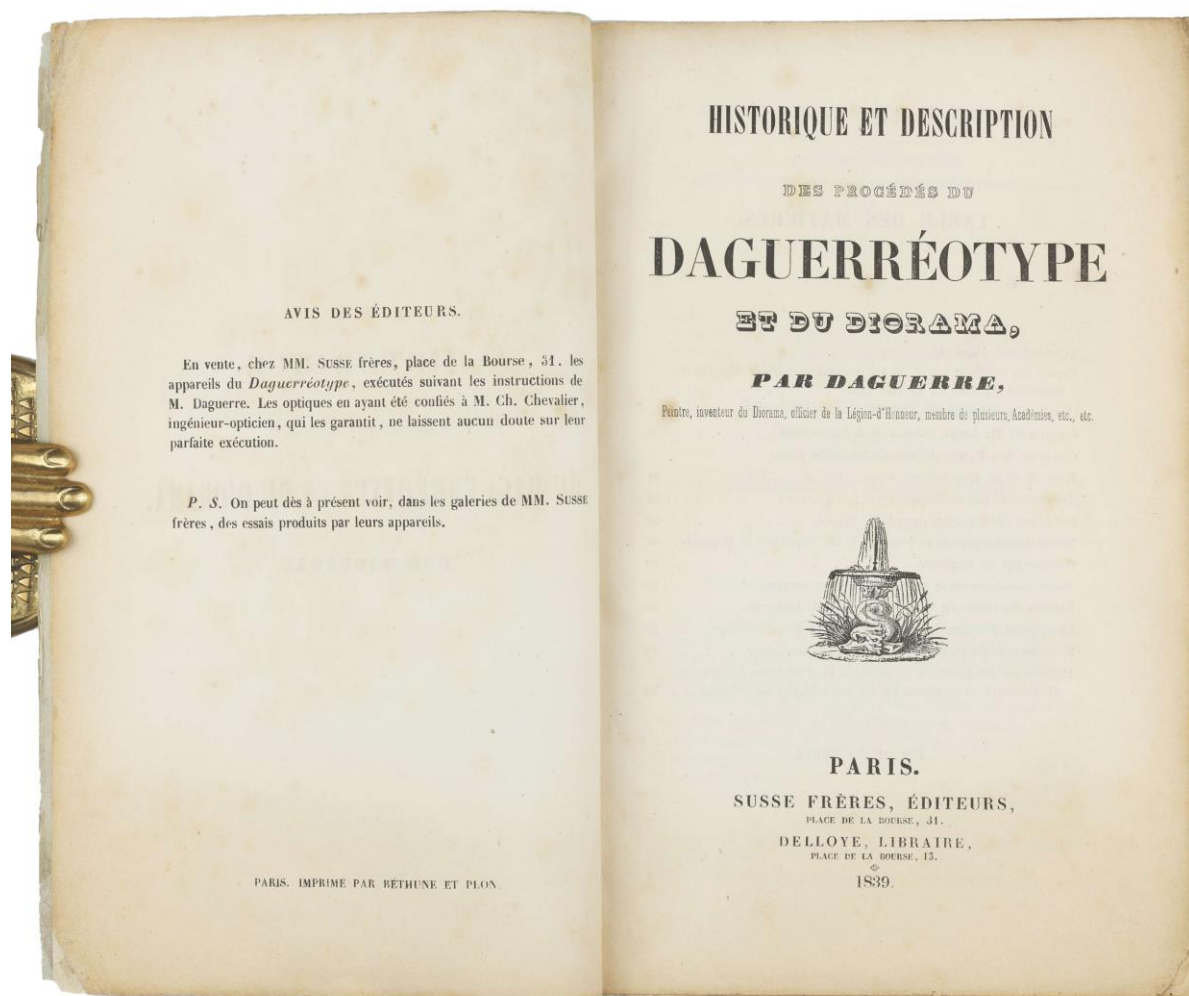 AVIS DES ÉDITEURS.
En vente, chez MM. SUSSE frères, place de la Bourse, 31. les
appareils du Daguerréotype, exécutés suivant les instructions de
M. Daguerre. Les optiques en ayant été confiés à M. Ch. Chevalier,
ingénieur-opticien, qui les garantit, ne laissent aucun doute sur leur
parfaite exécution.
P. S. On peut dès à présent voir, dans les galeries de MM. SUSSE
frères, des essais produits par leurs appareils.
PARIS. IMPRIMÉ PAR BÉTHUNE ET PLON
HISTORIQUE ET DESCRIPTION
DES PROCÉDÉS DU
DAGUERRÉOTYPE
ET DU DIORAMA,
PAR DAGUERRE,
Peintre, inventeur du Diorama, officier de la Légion-d'Honneur, membre de plusieurs Académies, etc., etc.
PARIS.
SUSSE FRÈRES, ÉDITEURS,
PLACE DE LA BOURSE, 31.
DELLOYE, LIBRAIRE,
PLACE DE LA BOURSE, 13.
1839.